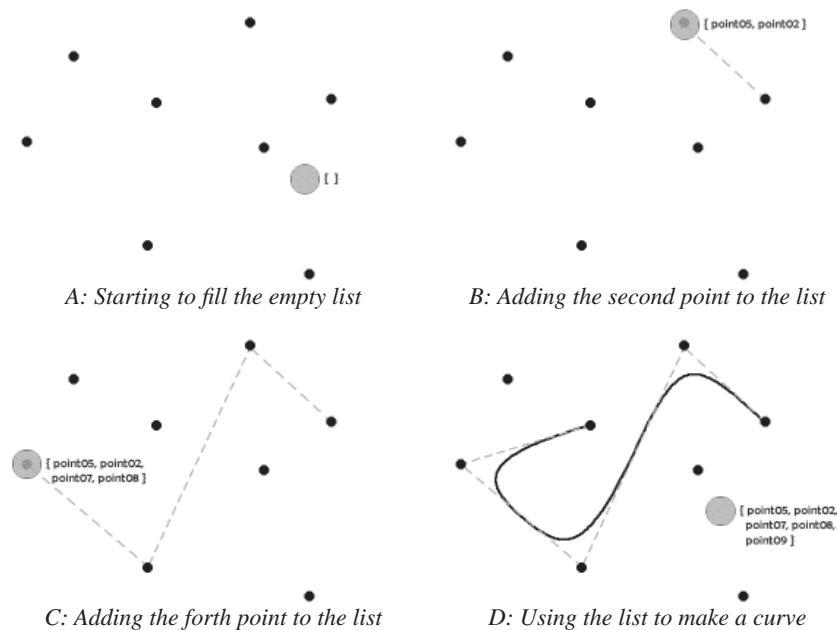 { }
{ point05, point02 }
A: Starting to fill the empty list
B: Adding the second point to the list
{ point05, point02,
point07, point08 }
{ point05, point02,
point07, point08,
point09 }
C: Adding the forth point to the list
D: Using the list to make a curve